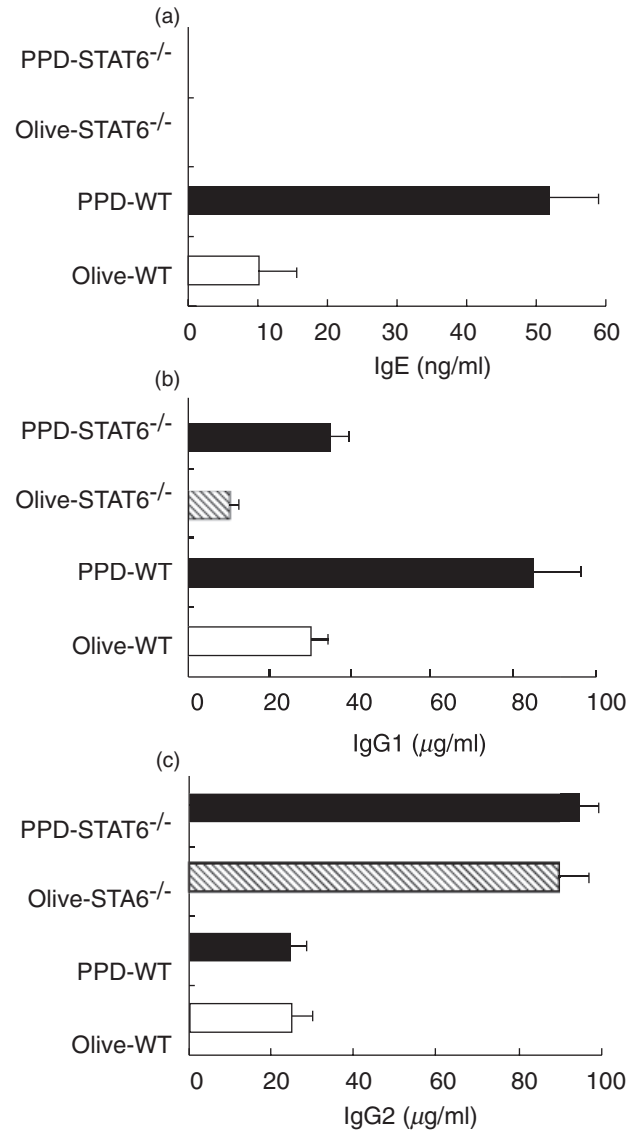 (a)
PPD-STAT6-/-
Olive-STAT6-/-
PPD-WT
Olive-WT
0 10 20 30 40 50 60
IgE (ng/ml)
(b)
PPD-STAT6-/-
Olive-STAT6-/-
PPD-WT
Olive-WT
0 20 40 60 80 100
IgG1 (μg/ml)
(c)
PPD-STAT6-/-
Olive-STA6-/-
PPD-WT
Olive-WT
0 20 40 60 80 100
IgG2 (μg/ml)